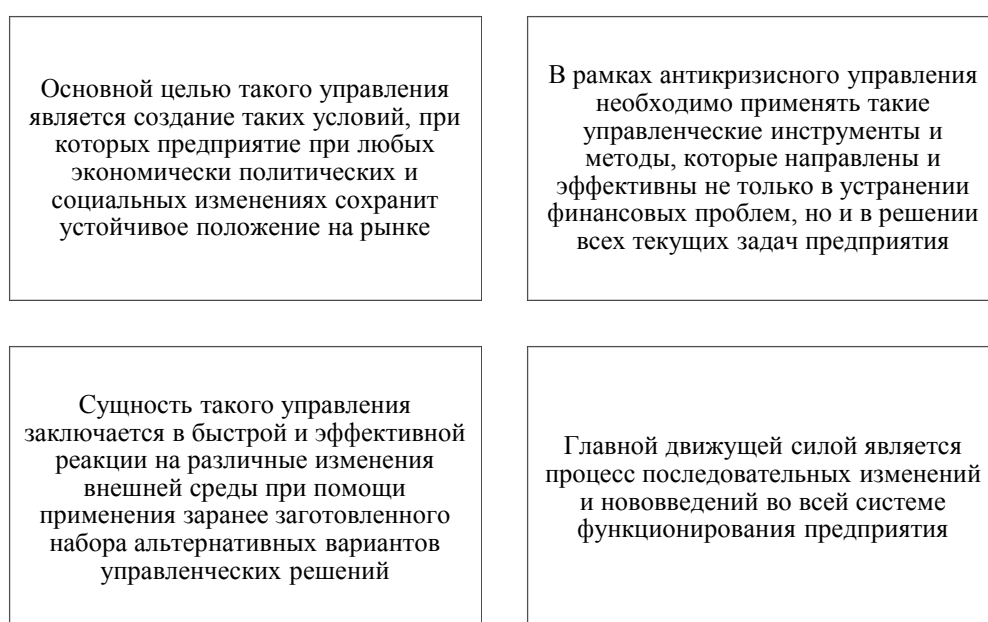 Основной целью такого управления
является создание таких условий, при
которых предприятие при любых
экономически политических и
социальных изменениях сохранит
устойчивое положение на рынке
В рамках антикризисного управления
необходимо применять такие
управленческие инструменты и
методы, которые направлены и
эффективны не только в устранении
финансовых проблем, но и в решении
всех текущих задач предприятия
Сущность такого управления
заключается в быстрой и эффективной
реакции на различные изменения
внешней среды при помощи
применения заранее заготовленного
набора альтернативных вариантов
управленческих решений
Главной движущей силой является
процесс последовательных изменений
и нововведений во всей системе
функционирования предприятия